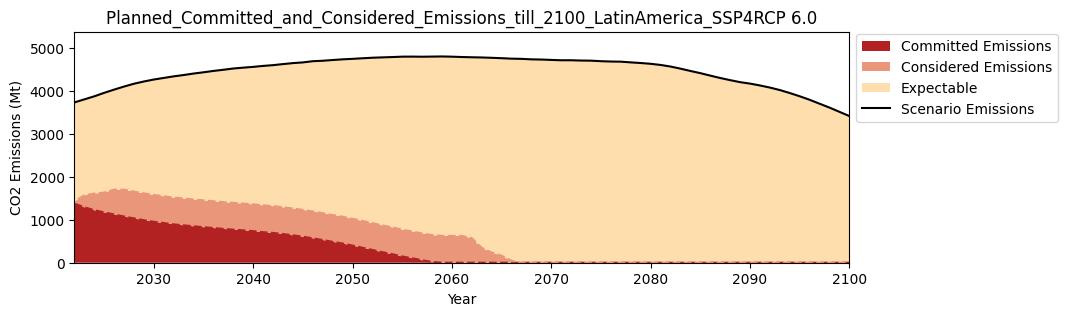 Planned_Committed_and_Considered_Emissions_till_2100_LatinAmerica_SSP4RCP 6.0
CO2 Emissions (Mt)
5000
4000
3000
2000
1000
0
2030 2040 2050 2060 2070 2080 2090 2100
Year
Committed Emissions
Considered Emissions
Expectable
Scenario Emissions